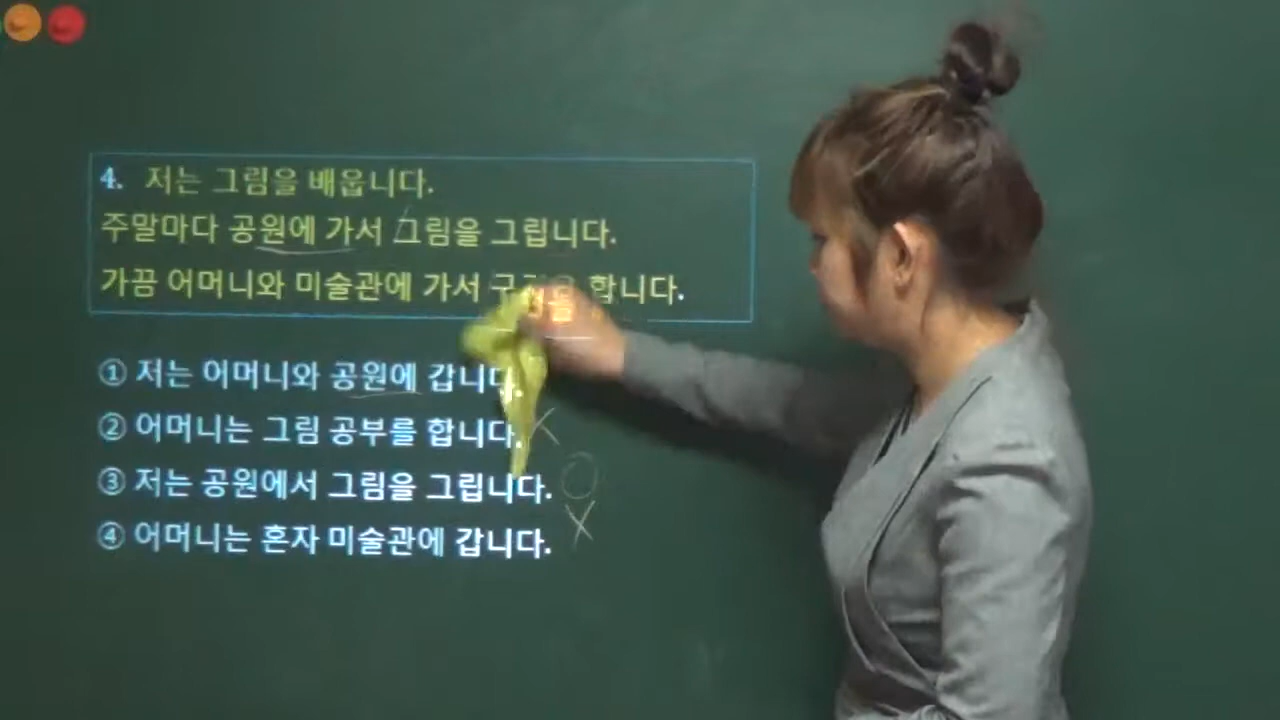 4. 저는 그림을 배웁니다.
주말마다 공원에 가서 그림을 그립니다.
가끔 어머니와 미술관에 가서 합니다.
① 저는 어머니와 공원에 갑니다.
② 어머니는 그림 공부를 합니다. X
③ 저는 공원에서 그림을 그립니다. O
④ 어머니는 혼자 미술관에 갑니다. X